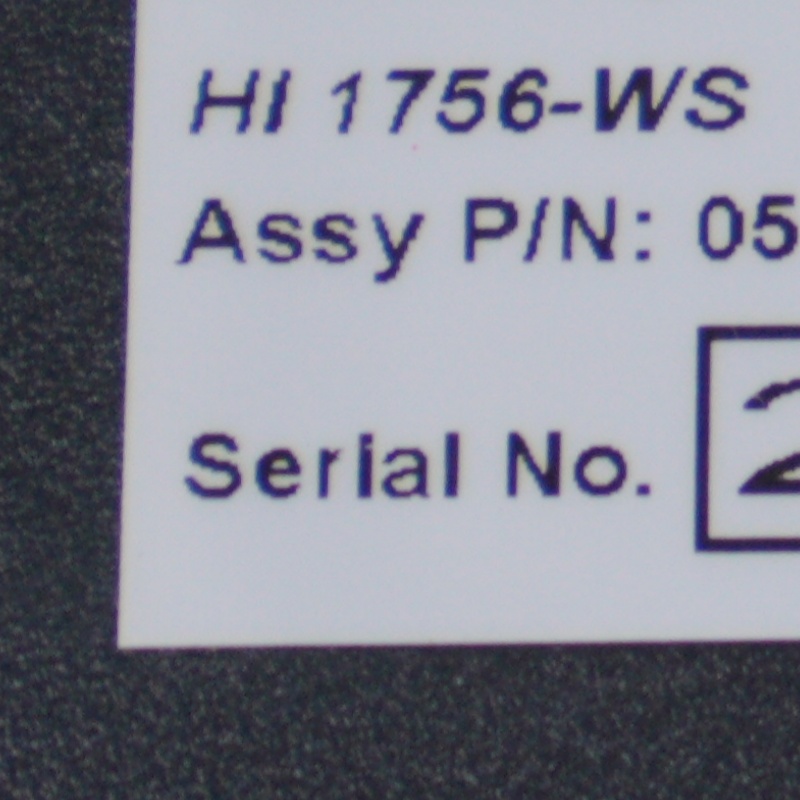 HI 1756-WS
Assy P/N: 05
Serial No. 2